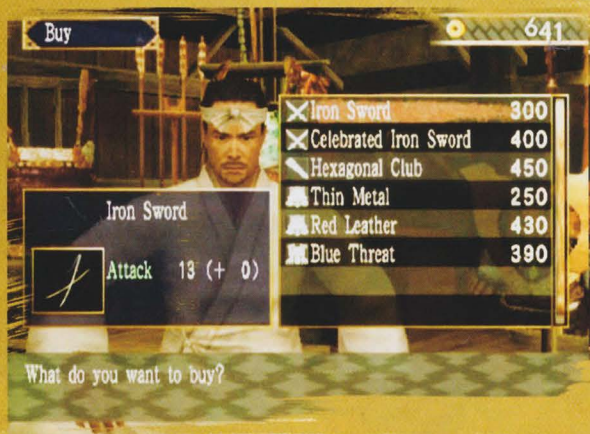 Buy
641
Iron Sword 300
Celebrated Iron Sword 400
Hexagonal Club 450
Thin Metal 250
Red Leather 430
Blue Threat 390
Iron Sword
Attack 13 (+ 0)
What do you want to buy?